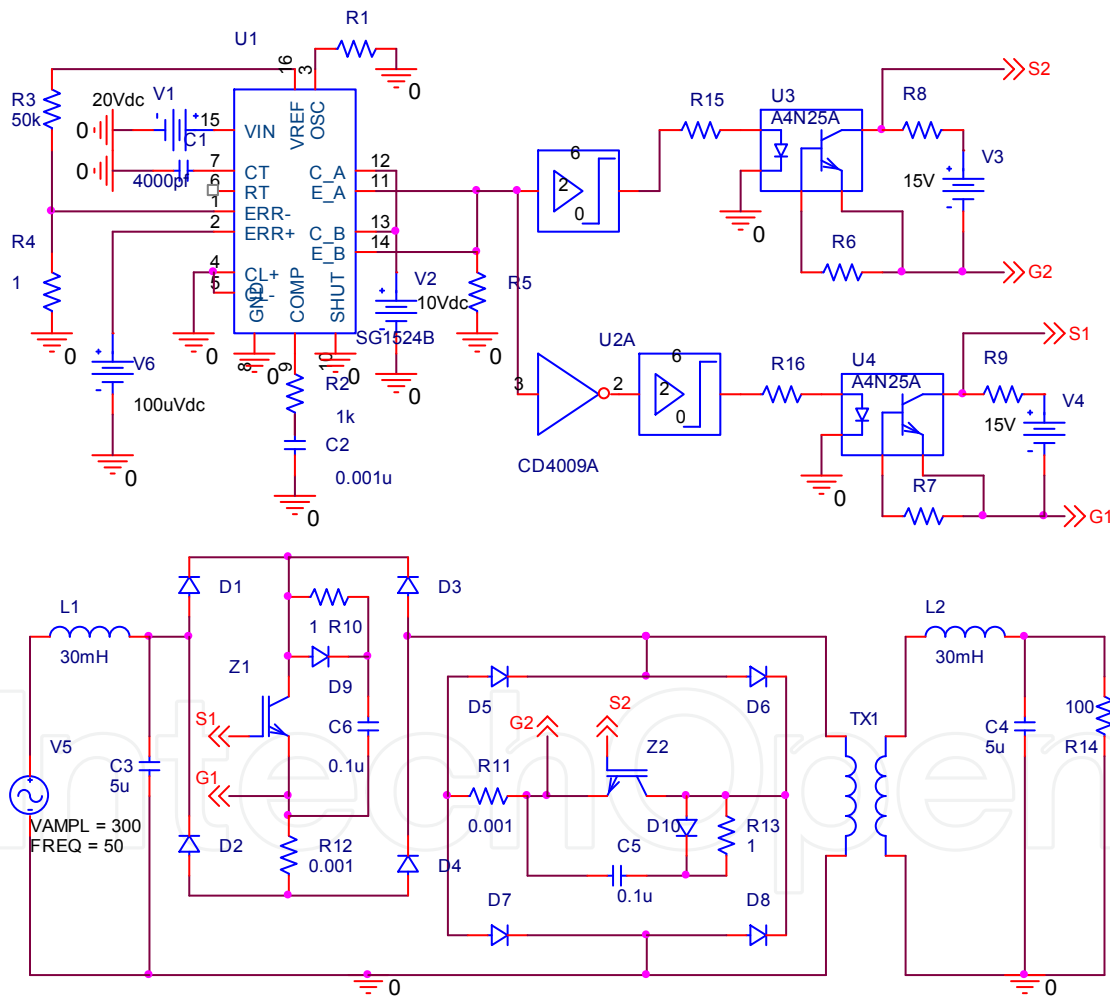 R1
U1
16
3
0
R3
50k
20Vdc
V1
0
15
VIN
VREF
OSC
C1
0
7
CT
4000pf
6
RT
1
ERR-
2
ERR+
4
CL+
5
CL-
GND
COMP
SHUT
C_A
12
E_A
11
C_B
13
E_B
14
8
9
10
SG1524B
R4
1
0
0
0
0
V2
10Vdc
0
R5
0
V6
100uVdc
0
R2
1k
C2
0.001u
0
6
2
0
R15
U3
A4N25A
0
R8
S2
V3
15V
R6
G2
U2A
3
2
CD4009A
6
2
0
R16
U4
A4N25A
0
R9
S1
V4
15V
R7
G1
L1
30mH
D1
D3
1
R10
D9
Z1
S1
G1
C6
0.1u
V5
VAMPL = 300
FREQ = 50
C3
5u
D2
R12
0.001
D4
D5
D6
G2
S2
Z2
R11
0.001
D10
R13
1
C5
0.1u
D7
D8
TX1
L2
30mH
C4
5u
100
R14
0
0
IntechOpen